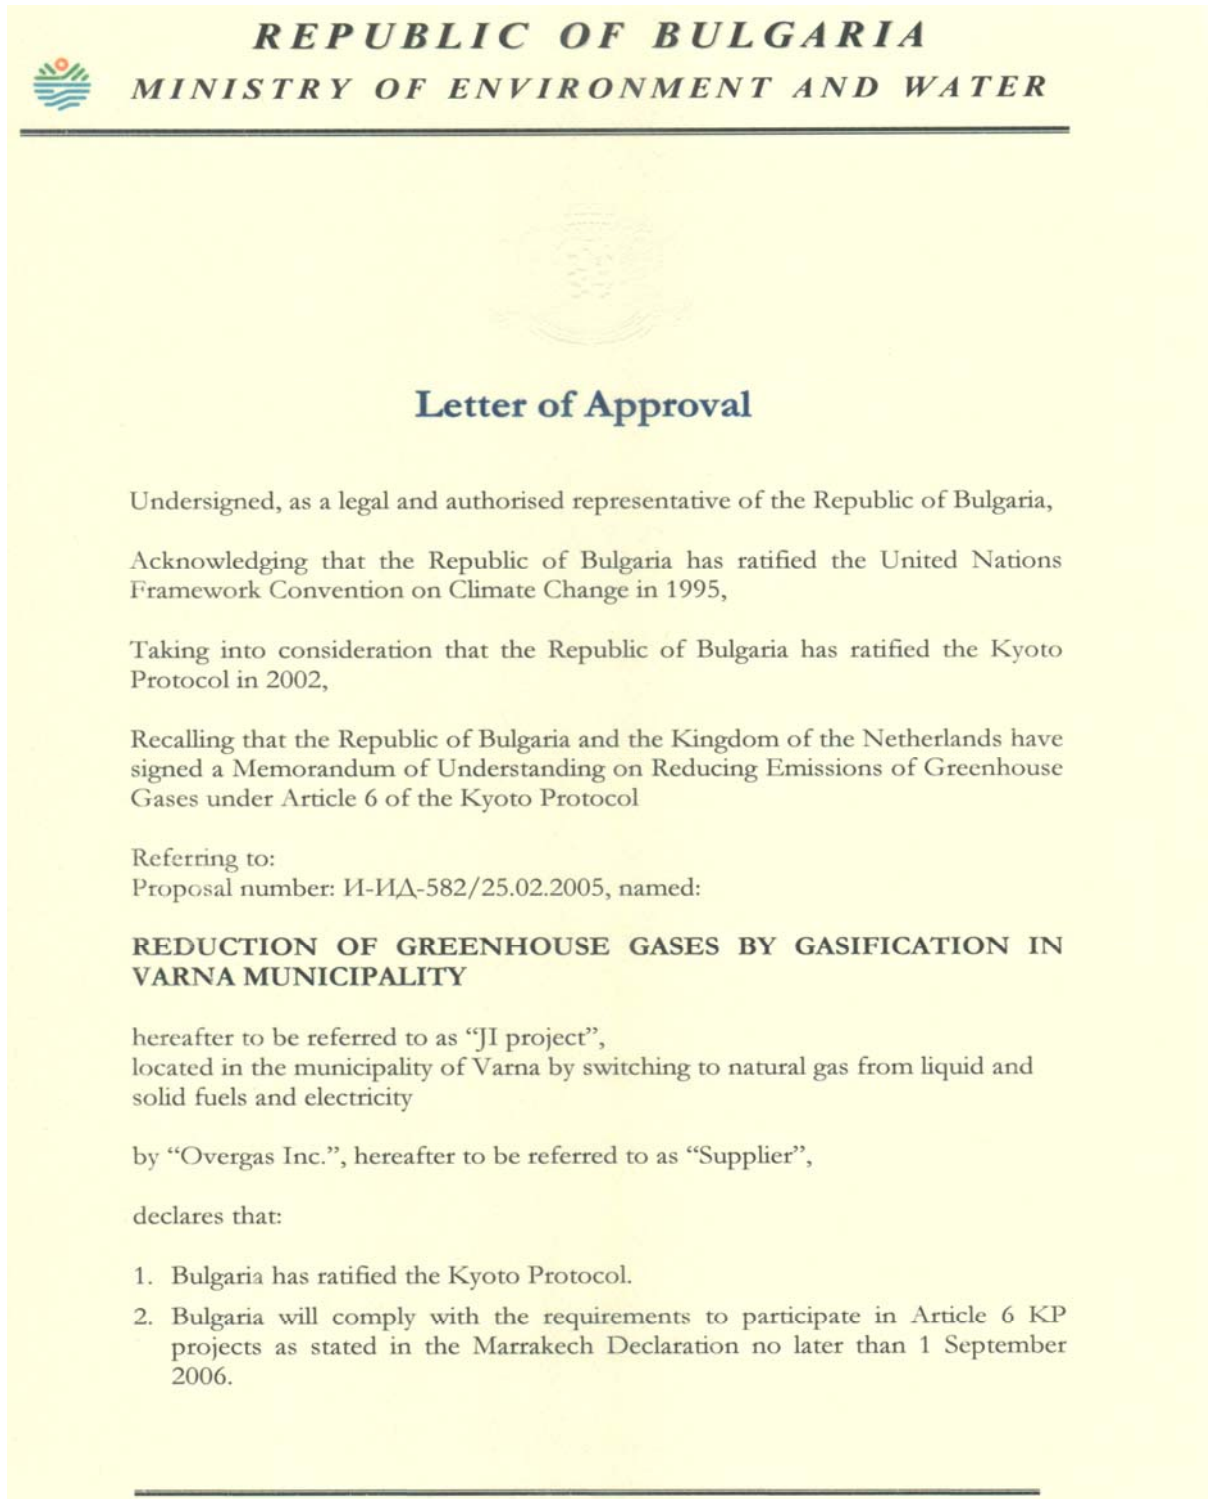 REPUBLIC OF BULGARIA
MINISTRY OF ENVIRONMENT AND WATER
Letter of Approval
Undersigned, as a legal and authorised representative of the Republic of Bulgaria,
Acknowledging that the Republic of Bulgaria has ratified the United Nations
Framework Convention on Climate Change in 1995,
Taking into consideration that the Republic of Bulgaria has ratified the Kyoto
Protocol in 2002,
Recalling that the Republic of Bulgaria and the Kingdom of the Netherlands have
signed a Memorandum of Understanding on Reducing Emissions of Greenhouse
Gases under Article 6 of the Kyoto Protocol
Referring to:
Proposal number: И-ИД-582/25.02.2005, named:
REDUCTION OF GREENHOUSE GASES BY GASIFICATION IN
VARNA MUNICIPALITY
hereafter to be referred to as “JI project”,
located in the municipality of Varna by switching to natural gas from liquid and
solid fuels and electricity
by “Overgas Inc.”, hereafter to be referred to as “Supplier”,
declares that:
1. Bulgaria has ratified the Kyoto Protocol.
2. Bulgaria will comply with the requirements to participate in Article 6 KP
projects as stated in the Marrakech Declaration no later than 1 September
2006.